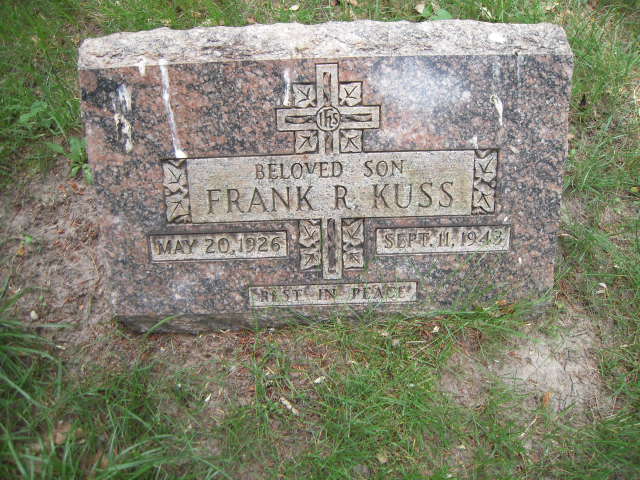 IHS
BELOVED SON
FRANK R. KUSS
MAY 20, 1926
SEPT. 11, 1943
REST IN PEACE